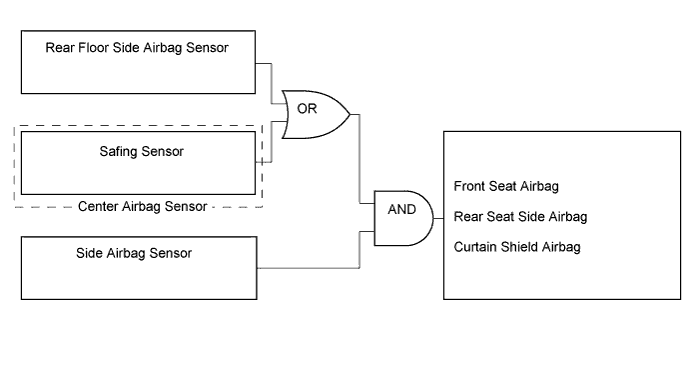 Rear Floor Side Airbag Sensor
OR
Safing Sensor
Center Airbag Sensor
AND
Front Seat Airbag
Rear Seat Side Airbag
Curtain Shield Airbag
Side Airbag Sensor